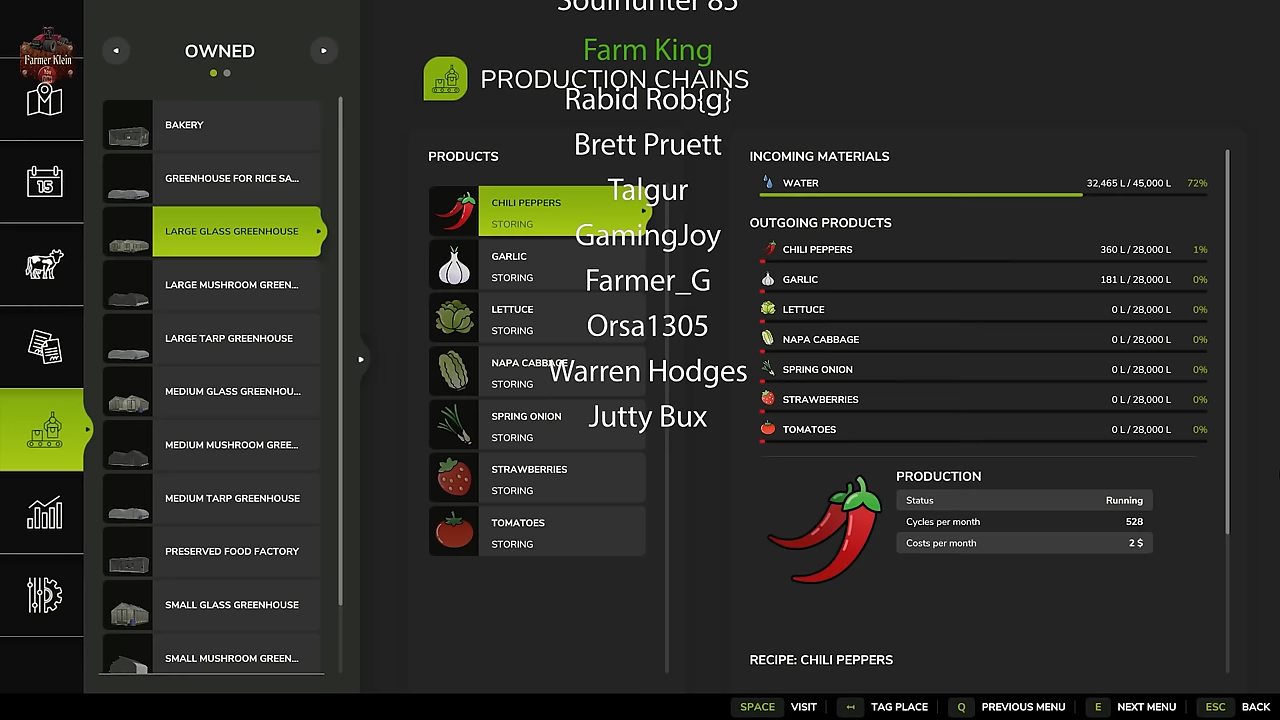 Soulhunter 85
Farm King
Rabid Rob{g}
Brett Pruett
Talgur
GamingJoy
Farmer_G
Orsa1305
Warren Hodges
Jutty Bux
Farmer Klein
You
15
OWNED
BAKERY
GREENHOUSE FOR RICE SA...
LARGE GLASS GREENHOUSE
LARGE MUSHROOM GREEN...
LARGE TARP GREENHOUSE
MEDIUM GLASS GREENHOU...
MEDIUM MUSHROOM GREE...
MEDIUM TARP GREENHOUSE
PRESERVED FOOD FACTORY
SMALL GLASS GREENHOUSE
SMALL MUSHROOM GREEN...
PRODUCTION CHAINS
PRODUCTS
CHILI PEPPERS
STORING
GARLIC
STORING
LETTUCE
STORING
NAPA CABBAGE
STORING
SPRING ONION
STORING
STRAWBERRIES
STORING
TOMATOES
STORING
INCOMING MATERIALS
WATER 32,465 L / 45,000 L 72%
OUTGOING PRODUCTS
CHILI PEPPERS 360 L / 28,000 L 1%
GARLIC 181 L / 28,000 L 0%
LETTUCE 0 L / 28,000 L 0%
NAPA CABBAGE 0 L / 28,000 L 0%
SPRING ONION 0 L / 28,000 L 0%
STRAWBERRIES 0 L / 28,000 L 0%
TOMATOES 0 L / 28,000 L 0%
PRODUCTION
Status Running
Cycles per month 528
Costs per month 2 $
RECIPE: CHILI PEPPERS
SPACE VISIT
TAG PLACE
Q PREVIOUS MENU
E NEXT MENU
ESC BACK